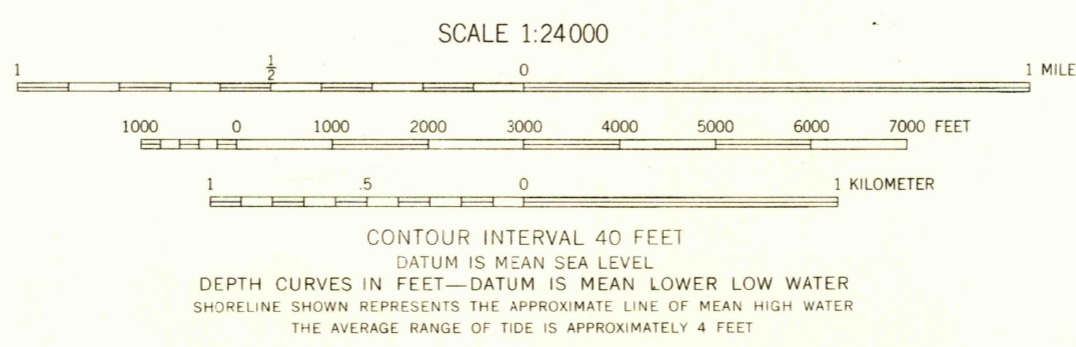 SCALE 1:24000
1 1/2 0 1 MILE
1000 0 1000 2000 3000 4000 5000 6000 7000 FEET
1 .5 0 1 KILOMETER
CONTOUR INTERVAL 40 FEET
DATUM IS MEAN SEA LEVEL
DEPTH CURVES IN FEET—DATUM IS MEAN LOWER LOW WATER
SHORELINE SHOWN REPRESENTS THE APPROXIMATE LINE OF MEAN HIGH WATER
THE AVERAGE RANGE OF TIDE IS APPROXIMATELY 4 FEET